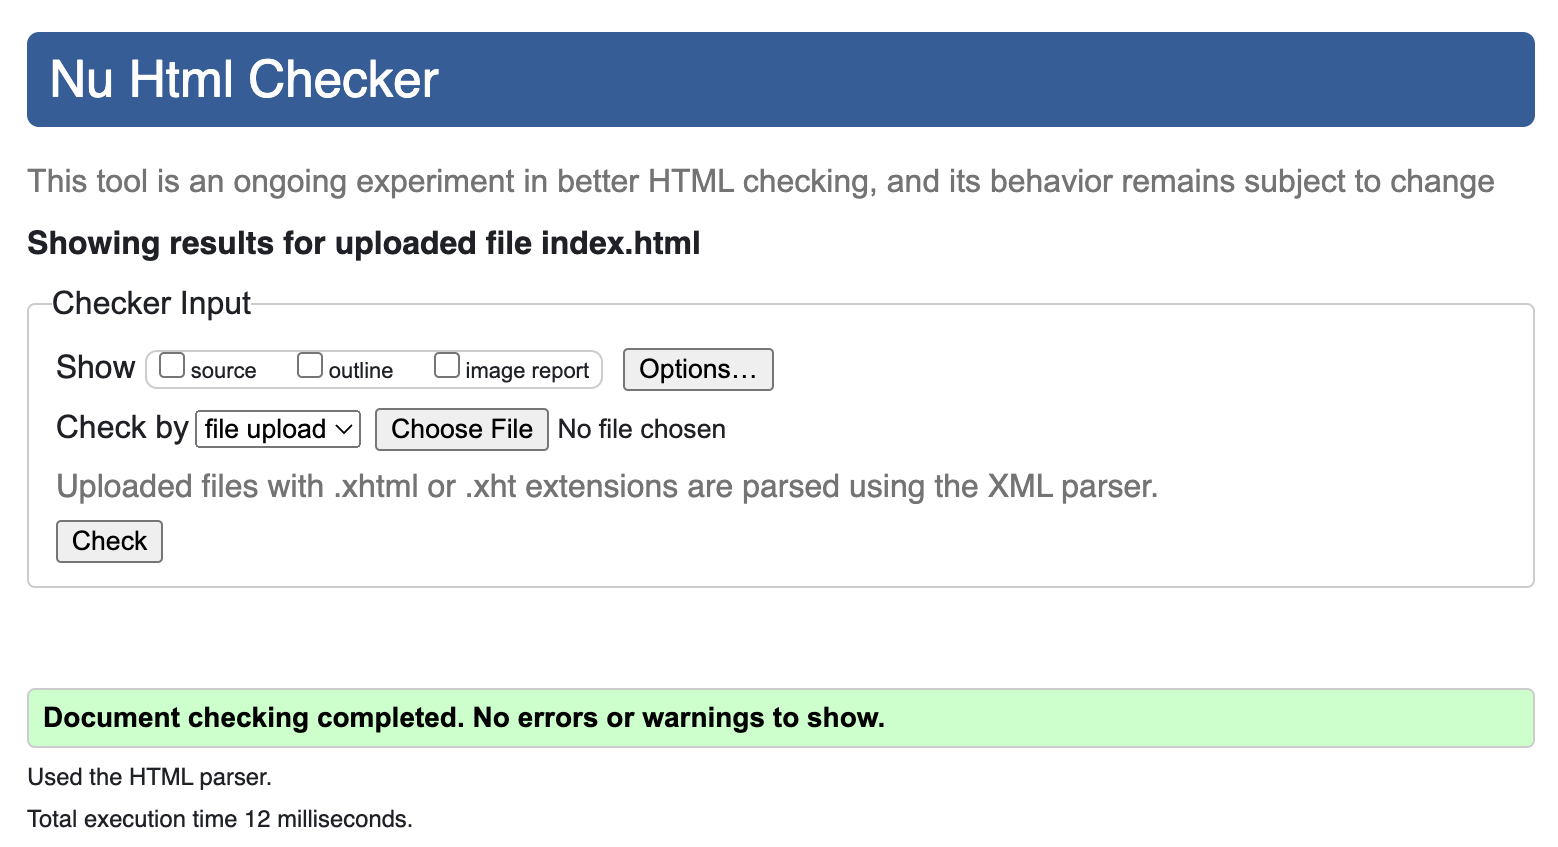 Nu Html Checker
This tool is an ongoing experiment in better HTML checking, and its behavior remains subject to change
Showing results for uploaded file index.html
Checker Input
Show source outline image report Options…
Check by file upload Choose File No file chosen
Uploaded files with .xhtml or .xht extensions are parsed using the XML parser.
Check
Document checking completed. No errors or warnings to show.
Used the HTML parser.
Total execution time 12 milliseconds.